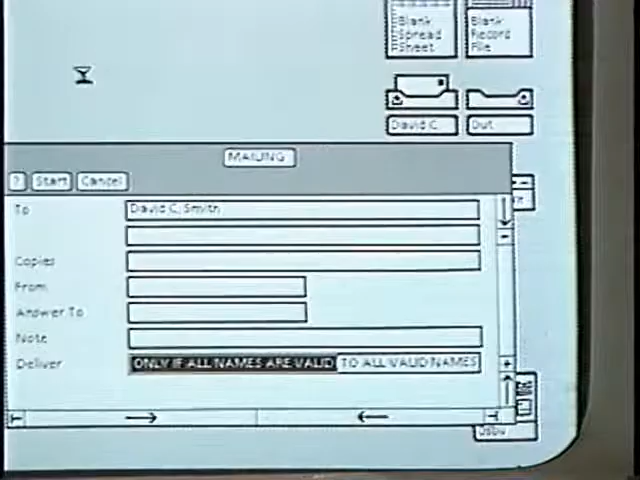 Blank Spread Sheet
Blank Record File
David C.
Out
MAILING
? Start Cancel
To David C. Smith
Copies
From
Answer To
Note
Deliver ONLY IF ALL NAMES ARE VALID TO ALL VALID NAMES